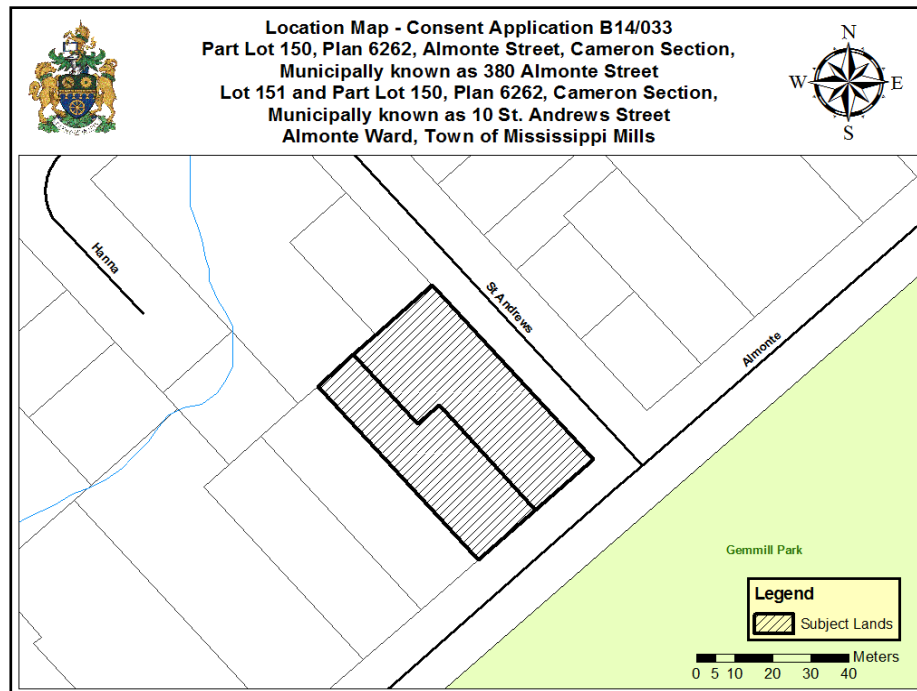 Location Map - Consent Application B14/033
Part Lot 150, Plan 6262, Almonte Street, Cameron Section,
Municipally known as 380 Almonte Street
Lot 151 and Part Lot 150, Plan 6262, Cameron Section,
Municipally known as 10 St. Andrews Street
Almonte Ward, Town of Mississippi Mills
N
W E
S
Hanna
St Andrews
Almonte
Gemmill Park
Legend
Subject Lands
Meters
0 5 10 20 30 40